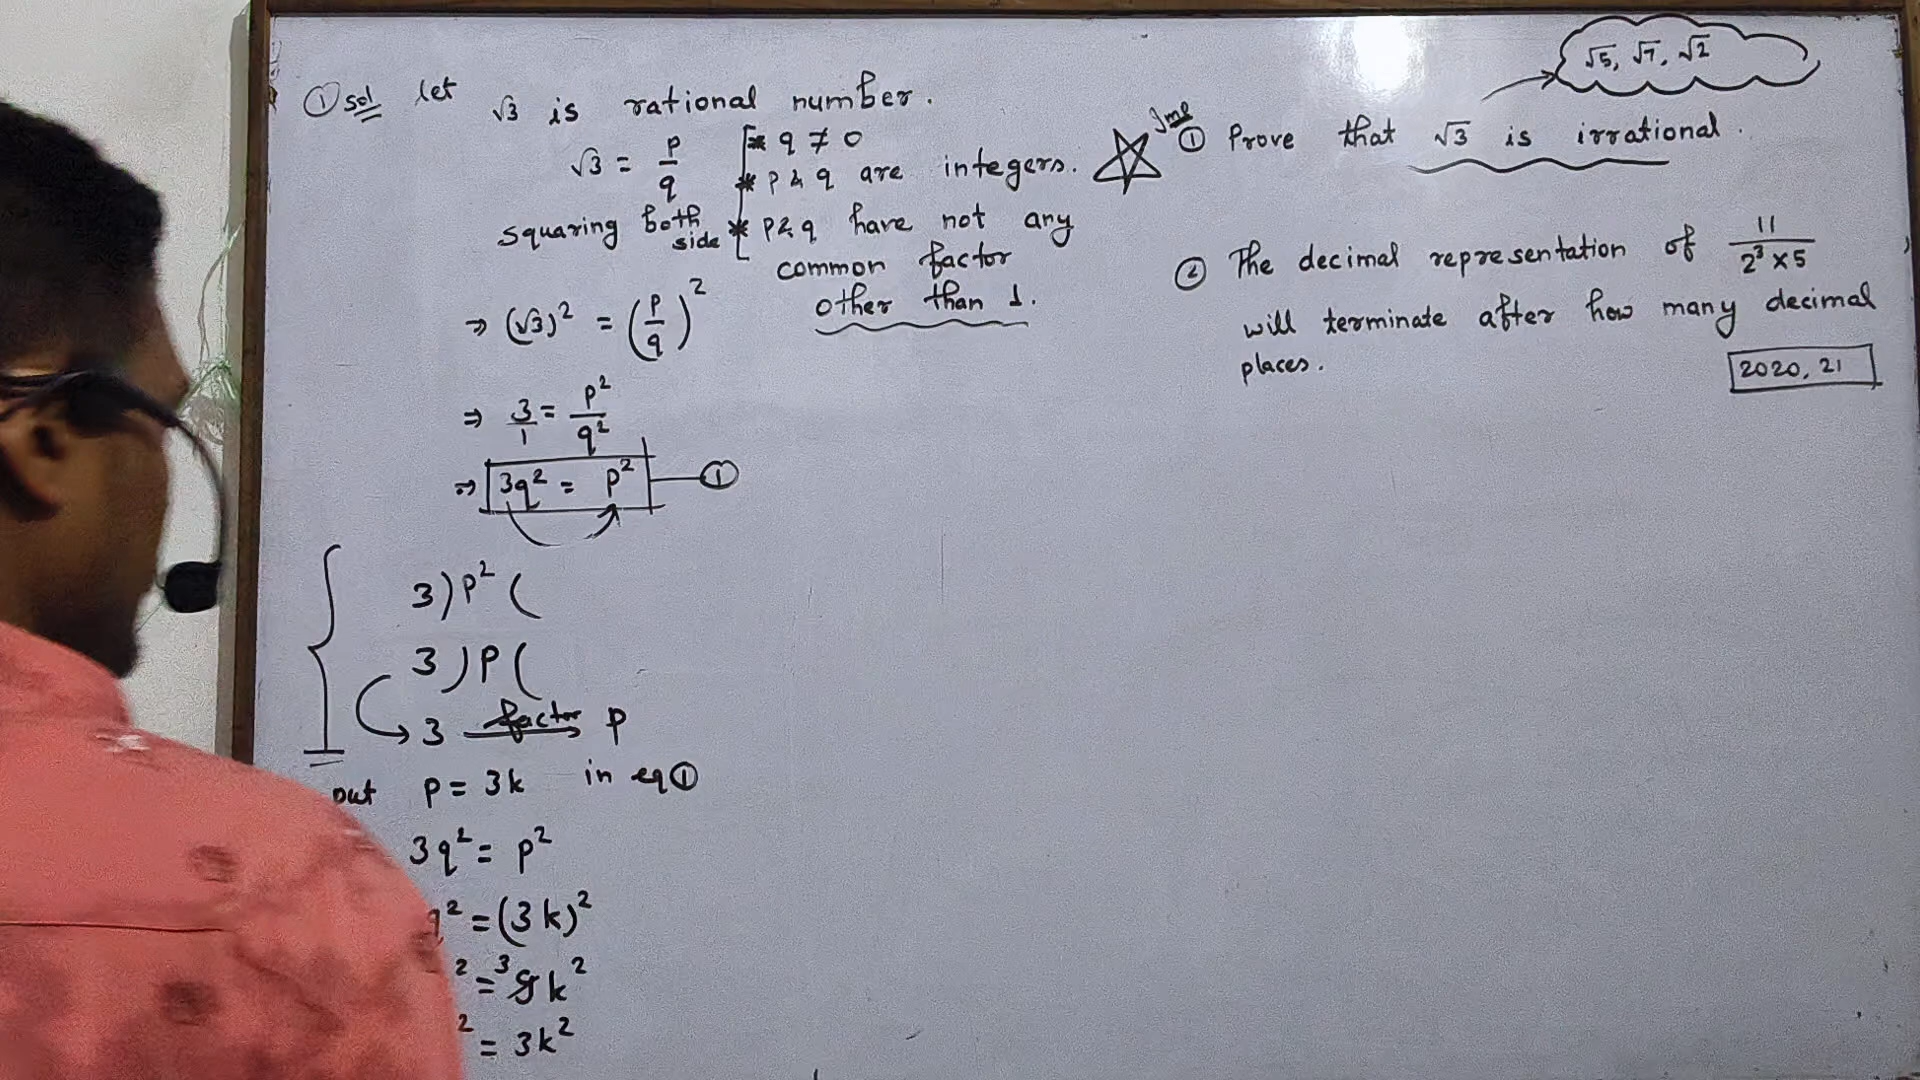 ① Sol let √3 is rational number.
√3 = p/q
* q ≠ 0
* P & q are integers.
* P & q have not any
common factor
other than 1.
squaring both
side
⇒ (√3)² = (p/q)²
⇒ 3/1 = p²/q²
⇒ 3q² = p² — ①
3)p²(
3)P(
3 factor P
put p = 3k in eq ①
3q² = p²
q² = (3k)²
² = ³9k²
² = 3k²
√5, √7, √2
Imp
① Prove that √3 is irrational.
② The decimal representation of 11/(2³ × 5)
will terminate after how many decimal
places.
2020, 21